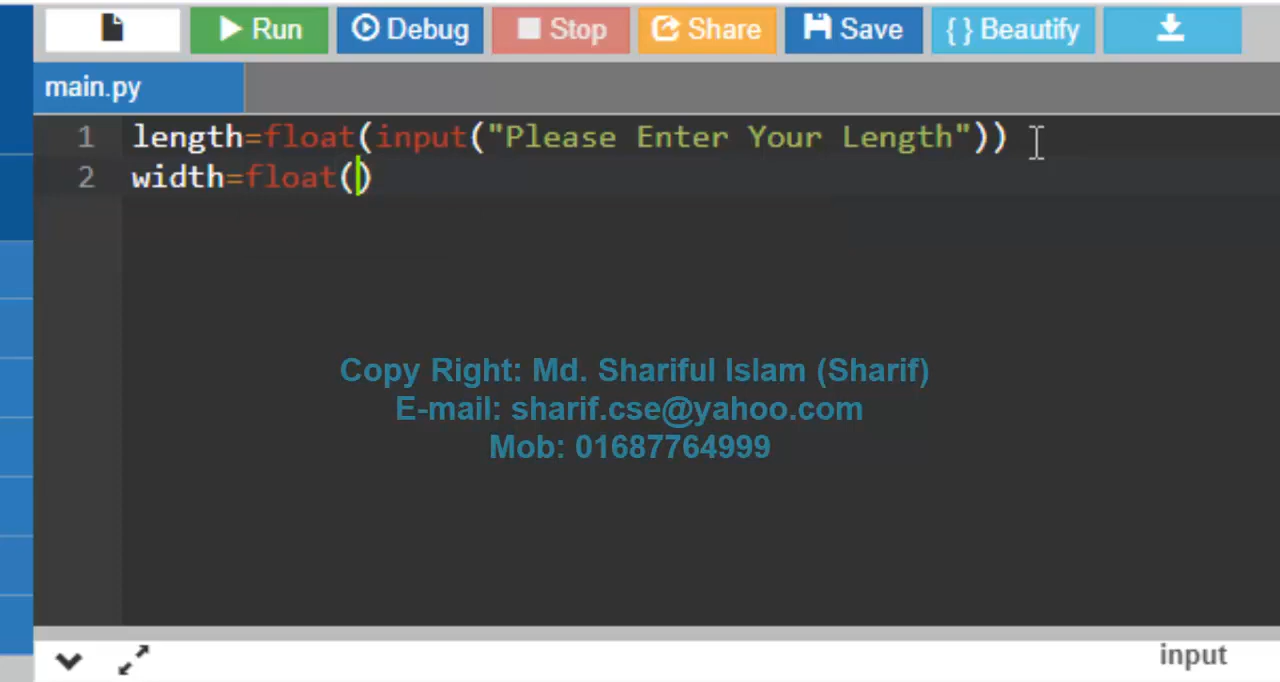 Run Debug Stop Share Save { } Beautify
main.py
1 length=float(input("Please Enter Your Length"))
2 width=float()
Copy Right: Md. Shariful Islam (Sharif)
E-mail: sharif.cse@yahoo.com
Mob: 01687764999
input